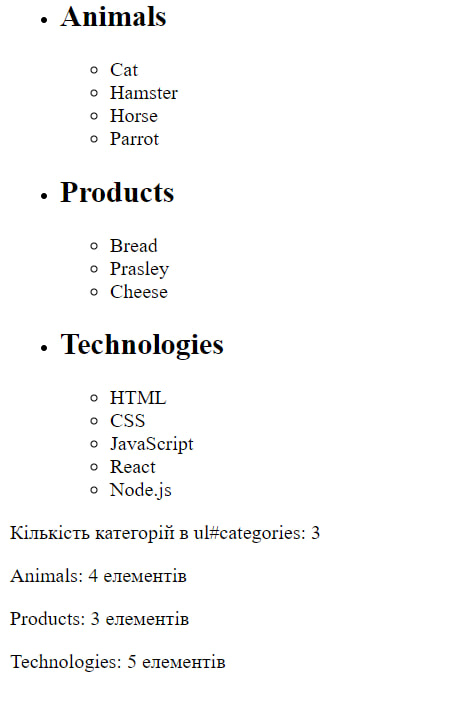 Animals
Cat
Hamster
Horse
Parrot
Products
Bread
Prasley
Cheese
Technologies
HTML
CSS
JavaScript
React
Node.js
Кількість категорій в ul#categories: 3
Animals: 4 елементів
Products: 3 елементів
Technologies: 5 елементів